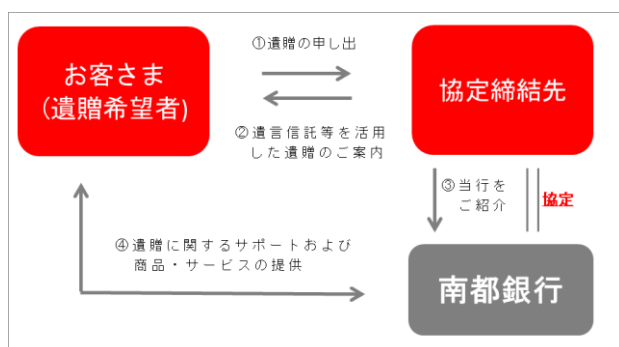 ①遺贈の申し出
お客さま
(遺贈希望者)
協定締結先
②遺言信託等を活用
した遺贈のご案内
③当行を
ご紹介
協定
④遺贈に関するサポートおよび
商品・サービスの提供
南都銀行